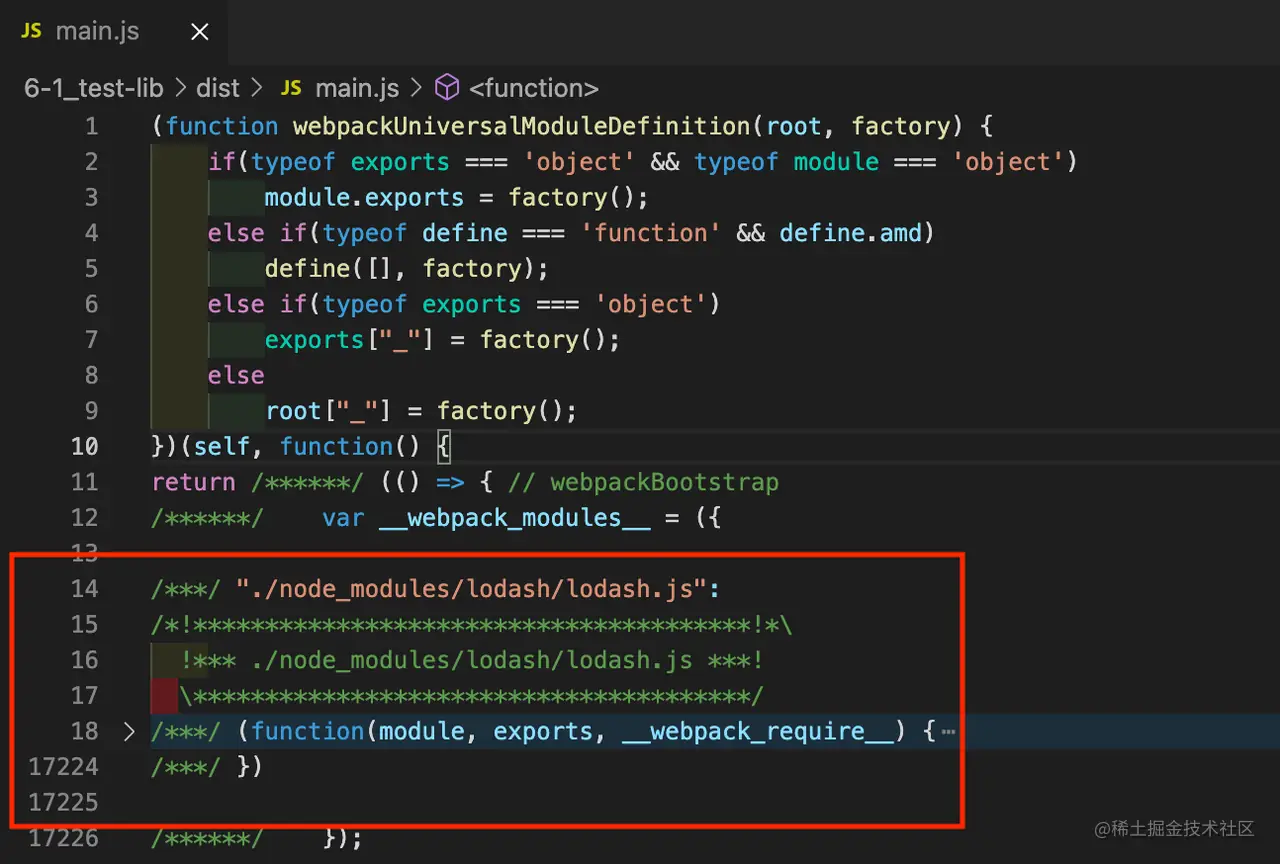 JS main.js ×
6-1_test-lib > dist > JS main.js > <function>
1 (function webpackUniversalModuleDefinition(root, factory) {
2 if(typeof exports === 'object' && typeof module === 'object')
3 module.exports = factory();
4 else if(typeof define === 'function' && define.amd)
5 define([], factory);
6 else if(typeof exports === 'object')
7 exports["_"] = factory();
8 else
9 root["_"] = factory();
10 })(self, function() {
11 return /******/ (() => { // webpackBootstrap
12 /******/ var __webpack_modules__ = ({
13
14 /***/ "./node_modules/lodash/lodash.js":
15 /*!***************************************!*\
16 !*** ./node_modules/lodash/lodash.js ***!
17 \***************************************/
18 > /***/ (function(module, exports, __webpack_require__) {⋯
17224 /***/ })
17225
17226 /******/ });
@稀土掘金技术社区